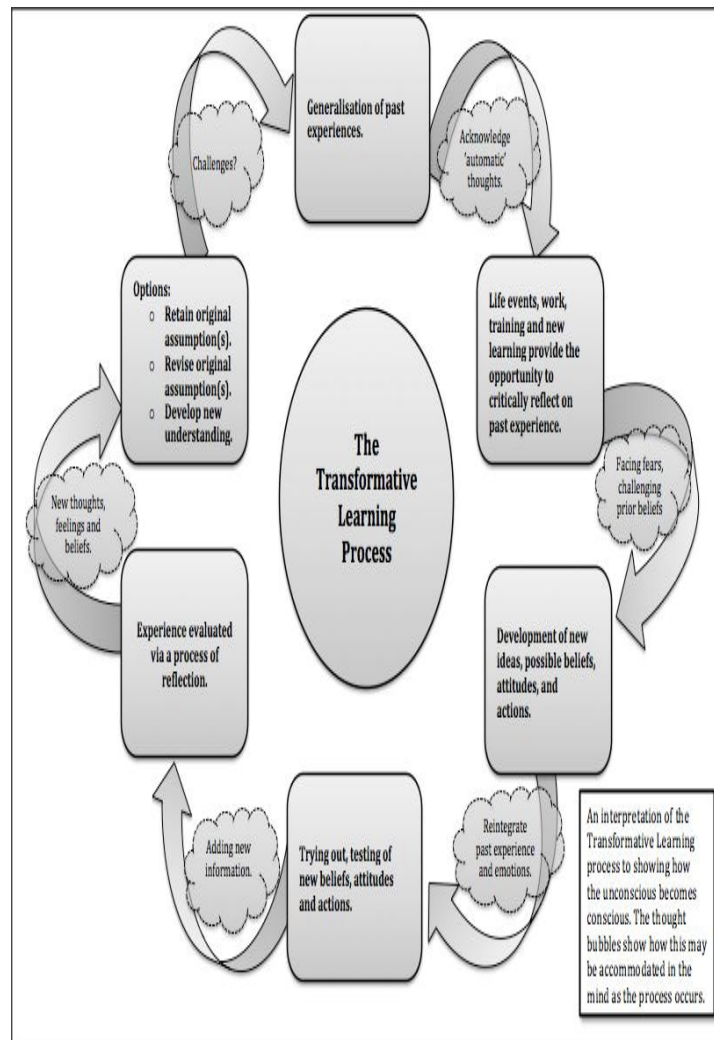 Generalisation of past
experiences.
Challenges?
Acknowledge
'automatic'
thoughts.
Options:
o Retain original
assumption(s).
o Revise original
assumption(s).
o Develop new
understanding.
Life events, work,
training and new
learning provide the
opportunity to
critically reflect on
past experience.
The
Transformative
Learning
Process
New thoughts,
feelings and
beliefs.
Facing fears,
challenging
prior beliefs
Experience evaluated
via a process of
reflection.
Development of new
ideas, possible beliefs,
attitudes, and
actions.
Adding new
information.
Trying out, testing of
new beliefs, attitudes
and actions.
Reintegrate
past experience
and emotions.
An interpretation of the
Transformative Learning
process to showing how
the unconscious becomes
conscious. The thought
bubbles show how this may
be accommodated in the
mind as the process occurs.